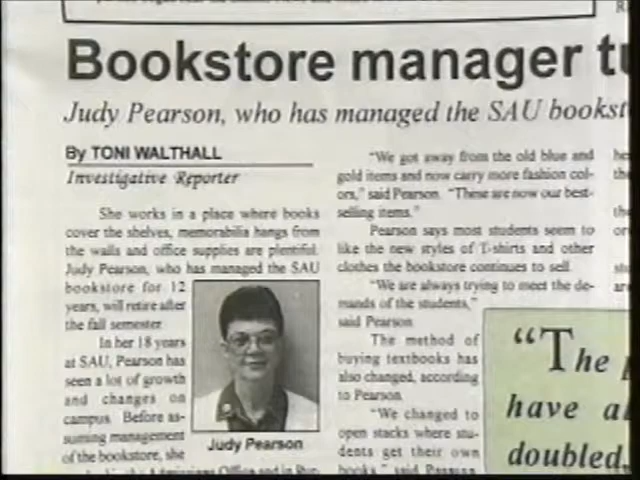 Bookstore manager
Judy Pearson, who has managed the SAU bookst
By TONI WALTHALL
Investigative Reporter
She works in a place where books
cover the shelves, memorabilia hangs from
the walls and office supplies are plentiful.
Judy Pearson, who has managed the SAU
bookstore for 12
years, will retire after
the fall semester.
In her 18 years
at SAU, Pearson has
seen a lot of growth
and changes on
campus. Before as-
suming management
of the bookstore, she
Judy Pearson
"We got away from the old blue and
gold items and now carry more fashion col-
ors," said Pearson. "These are now our best-
selling items."
Pearson says most students seem to
like the new styles of T-shirts and other
clothes the bookstore continues to sell.
"We are always trying to meet the de-
mands of the students,"
said Pearson.
The method of
buying textbooks has
also changed, according
to Pearson.
"We changed to
open stacks where stu-
dents get their own
books," said Pearson
"The
have a
doubled.